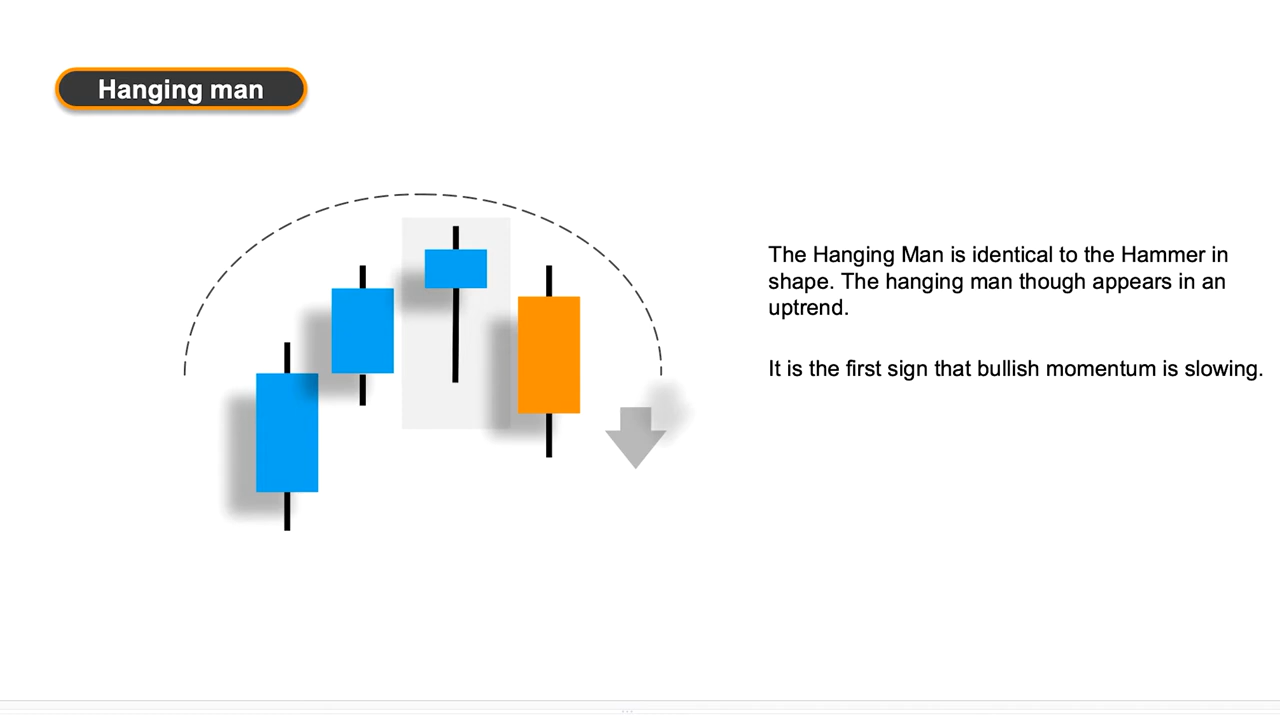 Hanging man
The Hanging Man is identical to the Hammer in
shape. The hanging man though appears in an
uptrend.
It is the first sign that bullish momentum is slowing.